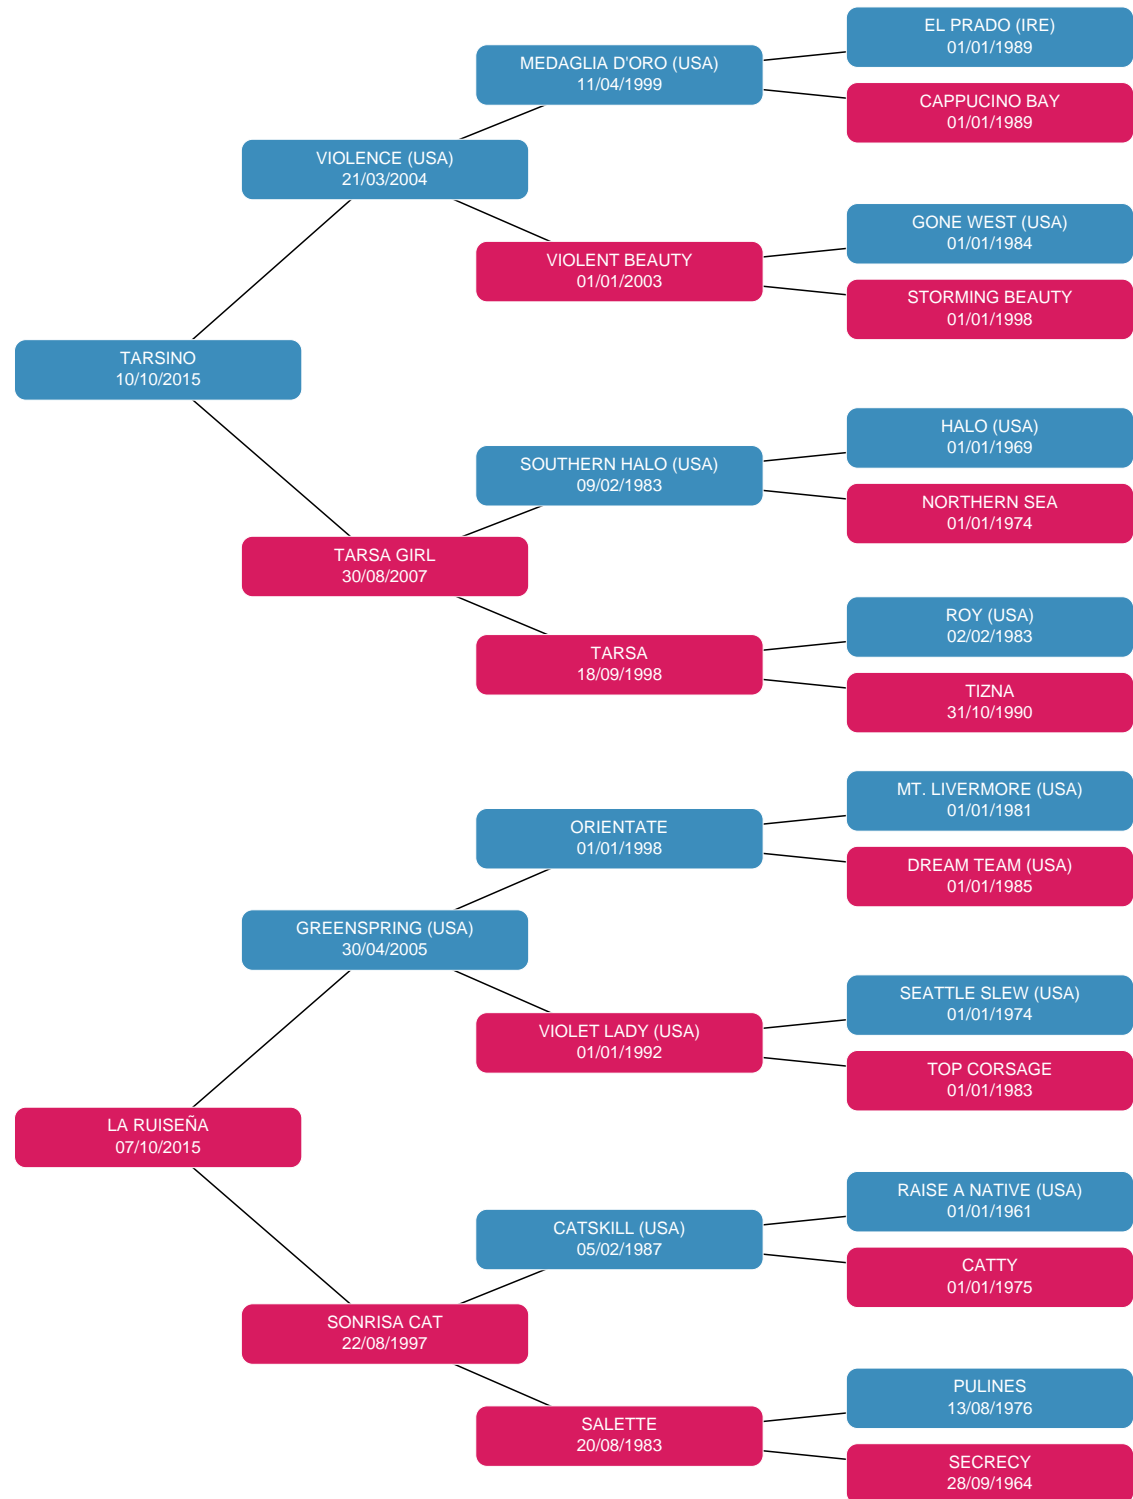 EL PRADO (IRE)
01/01/1989
MEDAGLIA D'ORO (USA)
11/04/1999
CAPPUCINO BAY
01/01/1989
VIOLENCE (USA)
21/03/2004
GONE WEST (USA)
01/01/1984
VIOLENT BEAUTY
01/01/2003
STORMING BEAUTY
01/01/1998
TARSINO
10/10/2015
HALO (USA)
01/01/1969
SOUTHERN HALO (USA)
09/02/1983
NORTHERN SEA
01/01/1974
TARSA GIRL
30/08/2007
ROY (USA)
02/02/1983
TARSA
18/09/1998
TIZNA
31/10/1990
MT. LIVERMORE (USA)
01/01/1981
ORIENTATE
01/01/1998
DREAM TEAM (USA)
01/01/1985
GREENSPRING (USA)
30/04/2005
SEATTLE SLEW (USA)
01/01/1974
VIOLET LADY (USA)
01/01/1992
TOP CORSAGE
01/01/1983
LA RUISEÑA
07/10/2015
RAISE A NATIVE (USA)
01/01/1961
CATSKILL (USA)
05/02/1987
CATTY
01/01/1975
SONRISA CAT
22/08/1997
PULINES
13/08/1976
SALETTE
20/08/1983
SECRECY
28/09/1964